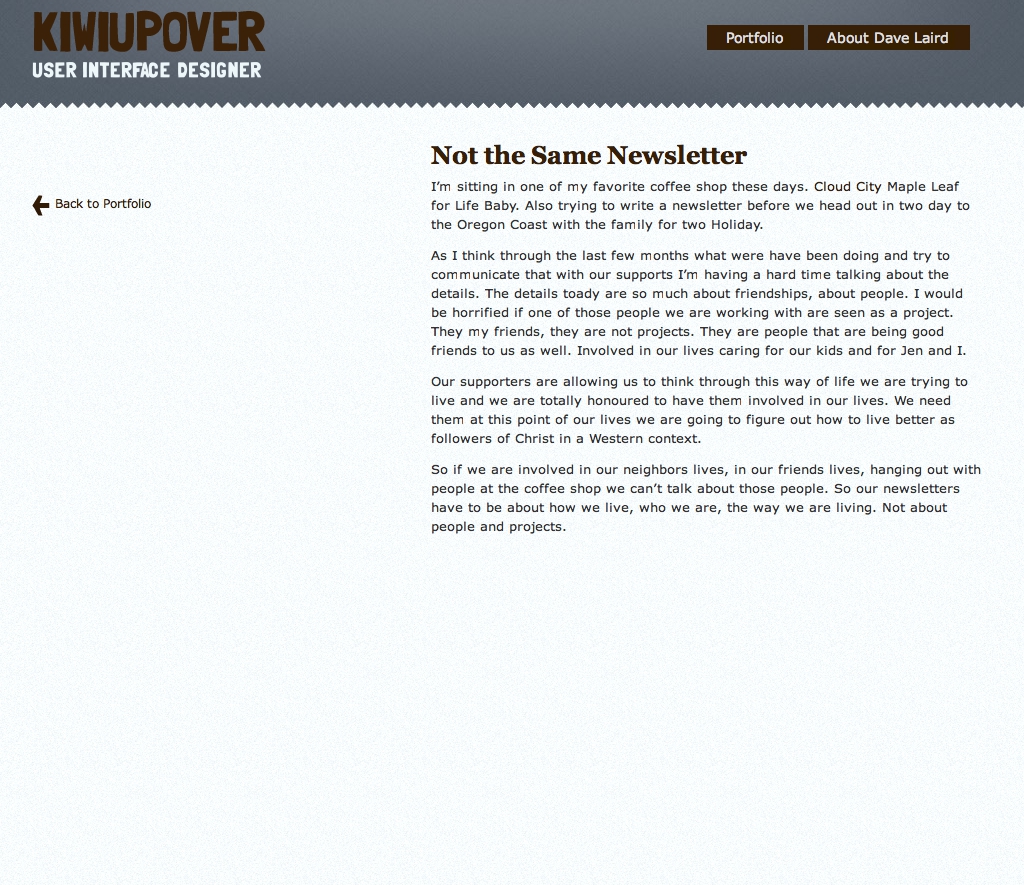 KIWIUPOVER
USER INTERFACE DESIGNER
Portfolio
About Dave Laird
Back to Portfolio
Not the Same Newsletter
I’m sitting in one of my favorite coffee shop these days. Cloud City Maple Leaf
for Life Baby. Also trying to write a newsletter before we head out in two day to
the Oregon Coast with the family for two Holiday.
As I think through the last few months what were have been doing and try to
communicate that with our supports I’m having a hard time talking about the
details. The details toady are so much about friendships, about people. I would
be horrified if one of those people we are working with are seen as a project.
They my friends, they are not projects. They are people that are being good
friends to us as well. Involved in our lives caring for our kids and for Jen and I.
Our supporters are allowing us to think through this way of life we are trying to
live and we are totally honoured to have them involved in our lives. We need
them at this point of our lives we are going to figure out how to live better as
followers of Christ in a Western context.
So if we are involved in our neighbors lives, in our friends lives, hanging out with
people at the coffee shop we can’t talk about those people. So our newsletters
have to be about how we live, who we are, the way we are living. Not about
people and projects.